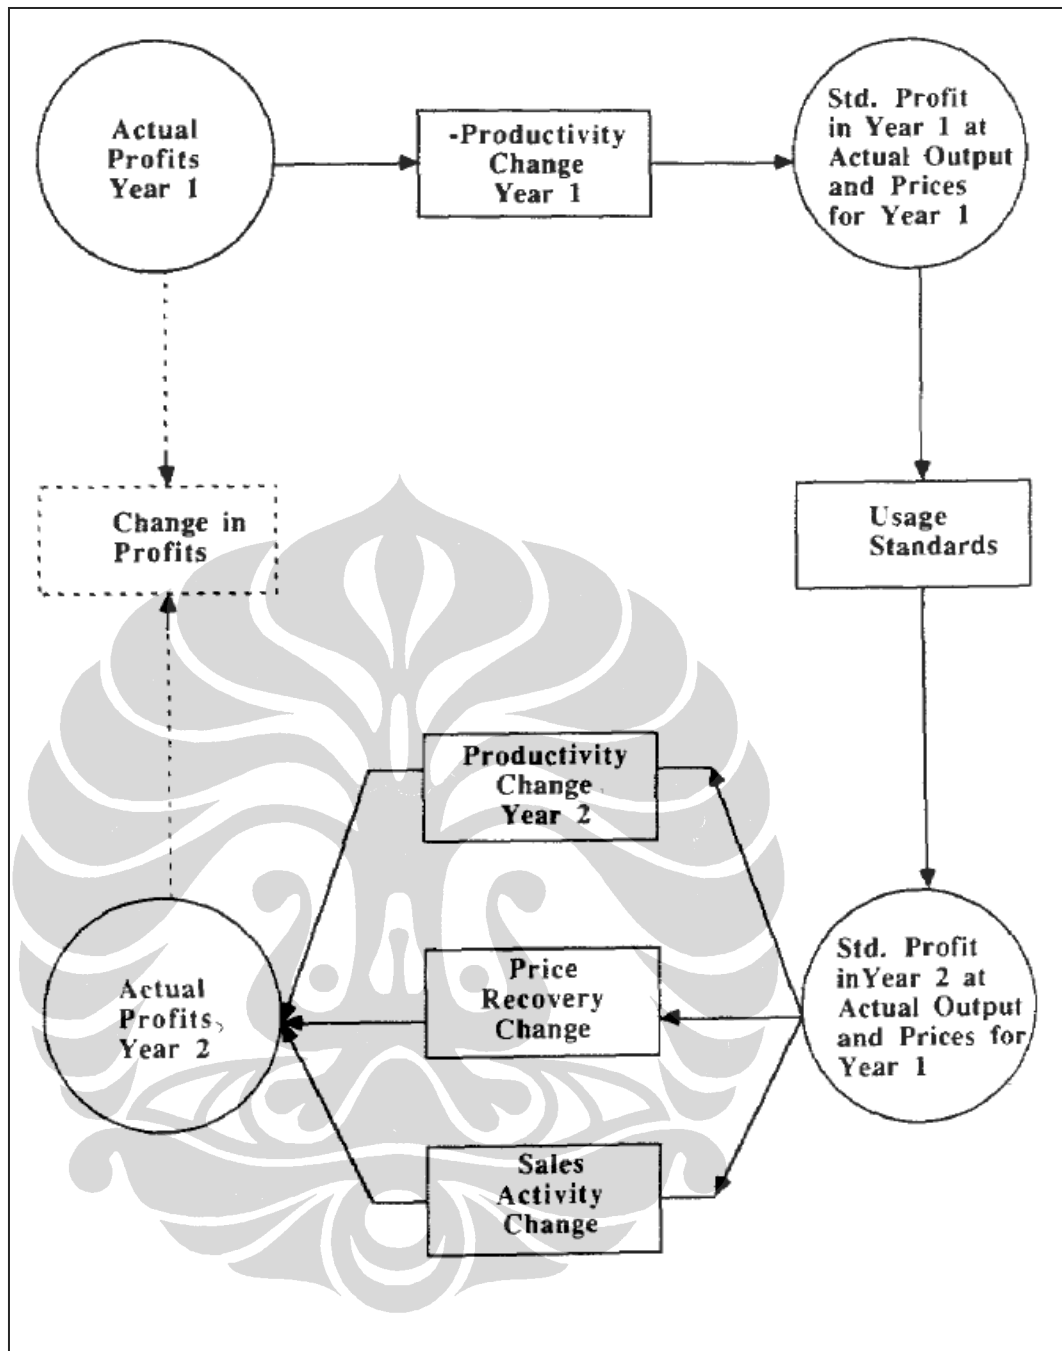 Actual
Profits
Year 1
-Productivity
Change
Year 1
Std. Profit
in Year 1 at
Actual Output
and Prices
for Year 1
Change in
Profits
Usage
Standards
Productivity
Change
Year 2
Price
Recovery
Change
Sales
Activity
Change
Actual
Profits,
Year 2
Std. Profit
inYear 2 at
Actual Output
and Prices for
Year 1